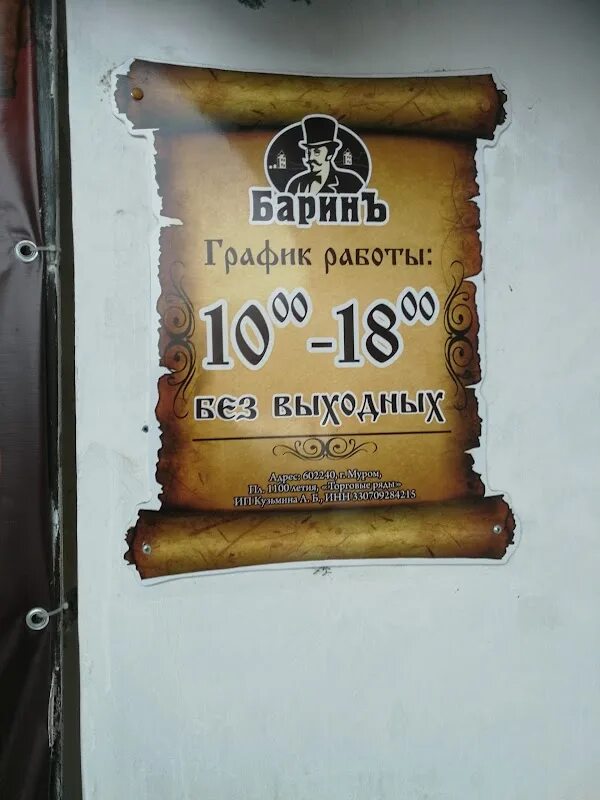 БаринЪ
График работы:
10⁰⁰-18⁰⁰
без выходных
Адрес: 602240, г. Муром,
Пл. 1100 летия, «Торговые ряды»
ИП Кузьмина А. Б., ИНН 330709284215